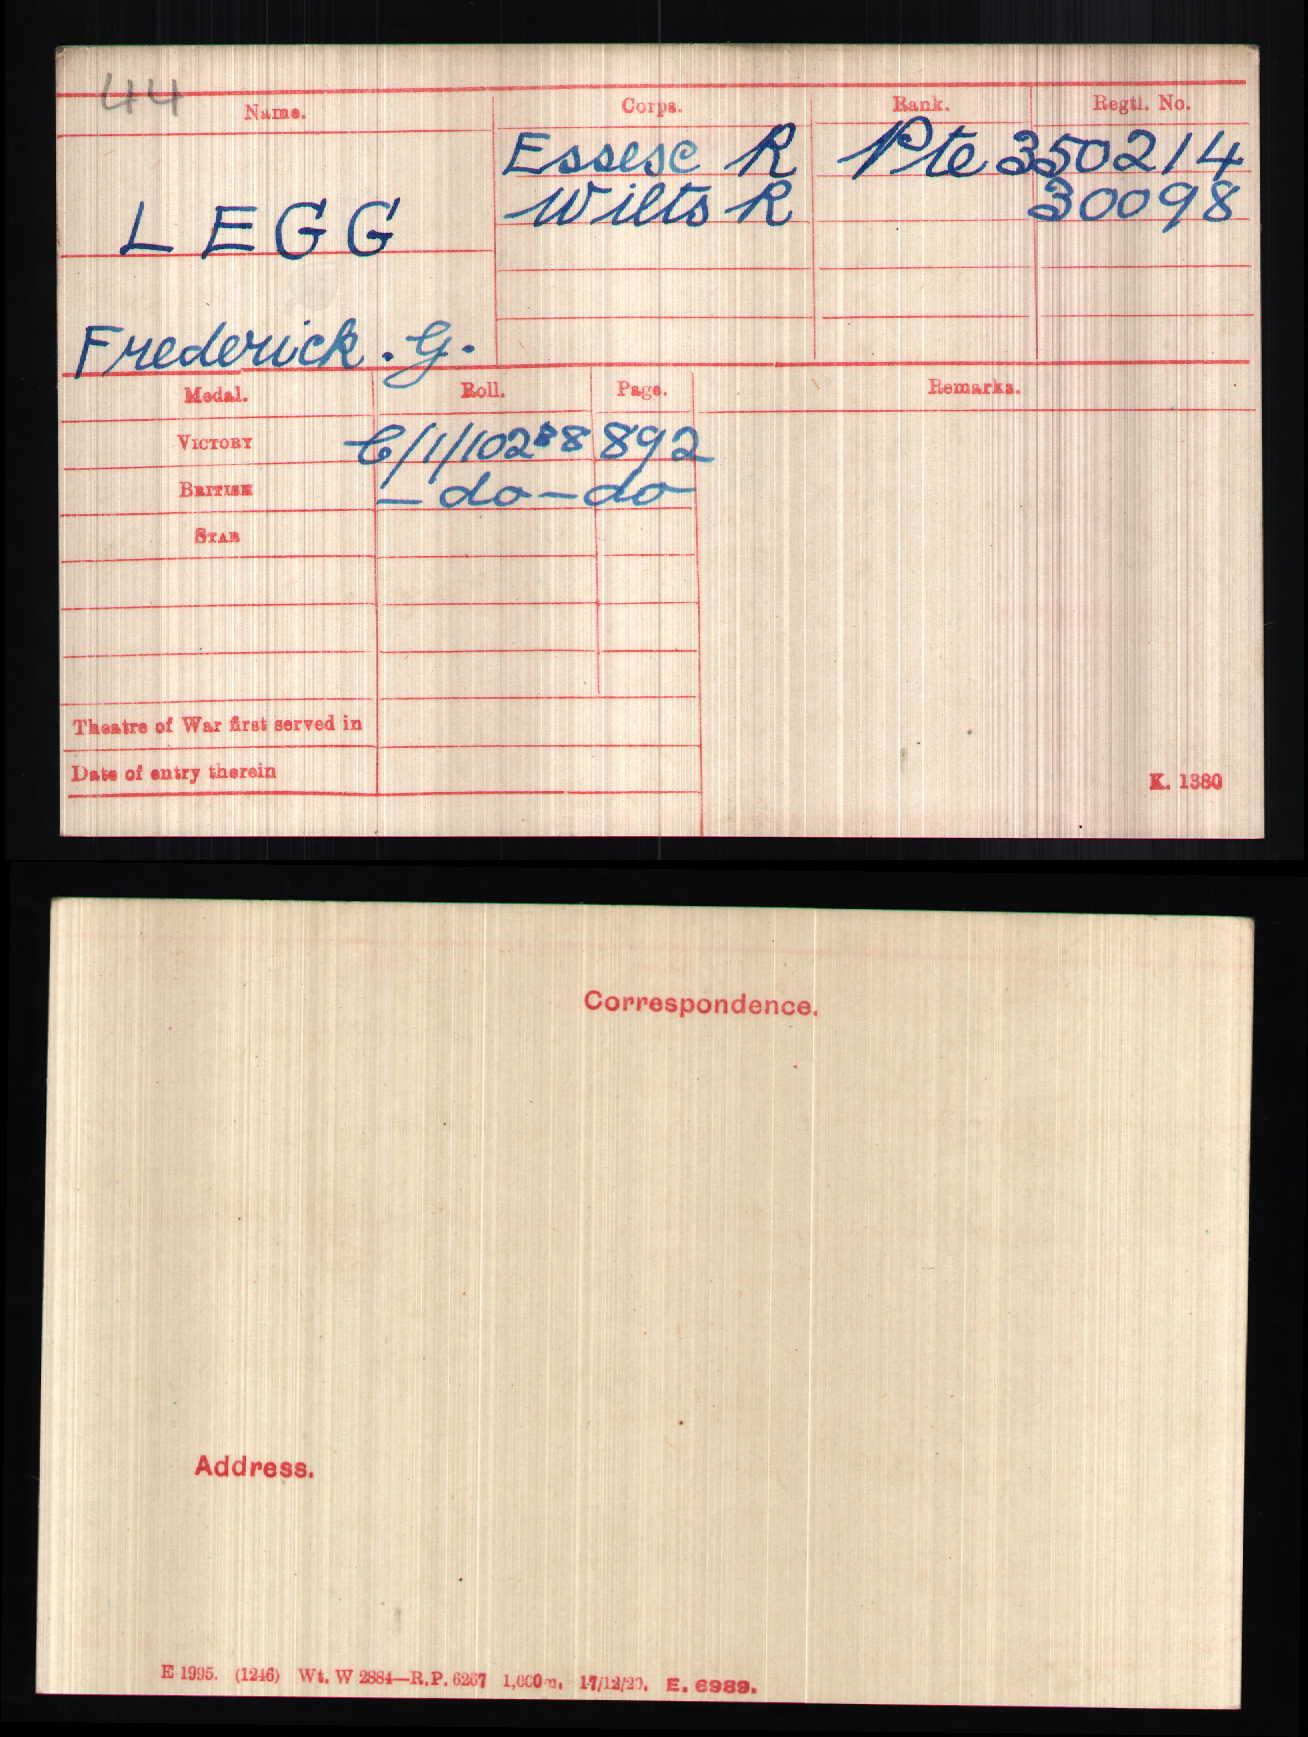 44
Name. Corps. Rank. Regtl. No.
Essex R Pte 350214
Wilts R 30098
LEGG
Frederick. G.
Medal. Roll. Page. Remarks.
VICTORY C/1/102B8 892
BRITISH – do – do
STAR
Theatre of War first served in
Date of entry therein
K. 1380
Correspondence.
Address.
E 1995. (1246) Wt. W 2884—R.P. 6267 1,000m. 17/12/20. E. 6989.